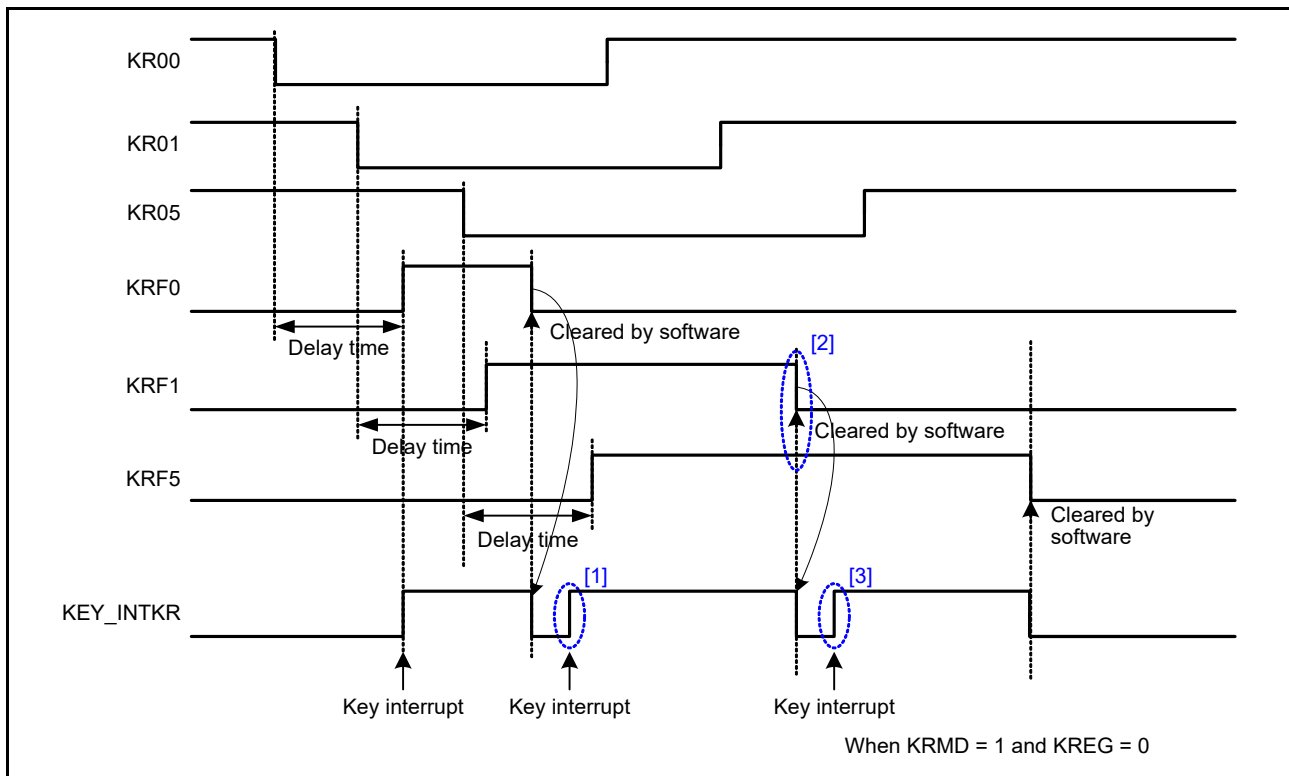 KR00
KR01
KR05
KRF0
Cleared by software
Delay time
[2]
KRF1
Cleared by software
Delay time
KRF5
Cleared by
software
Delay time
[1]
[3]
KEY_INTKR
Key interrupt
Key interrupt
Key interrupt
When KRMD = 1 and KREG = 0